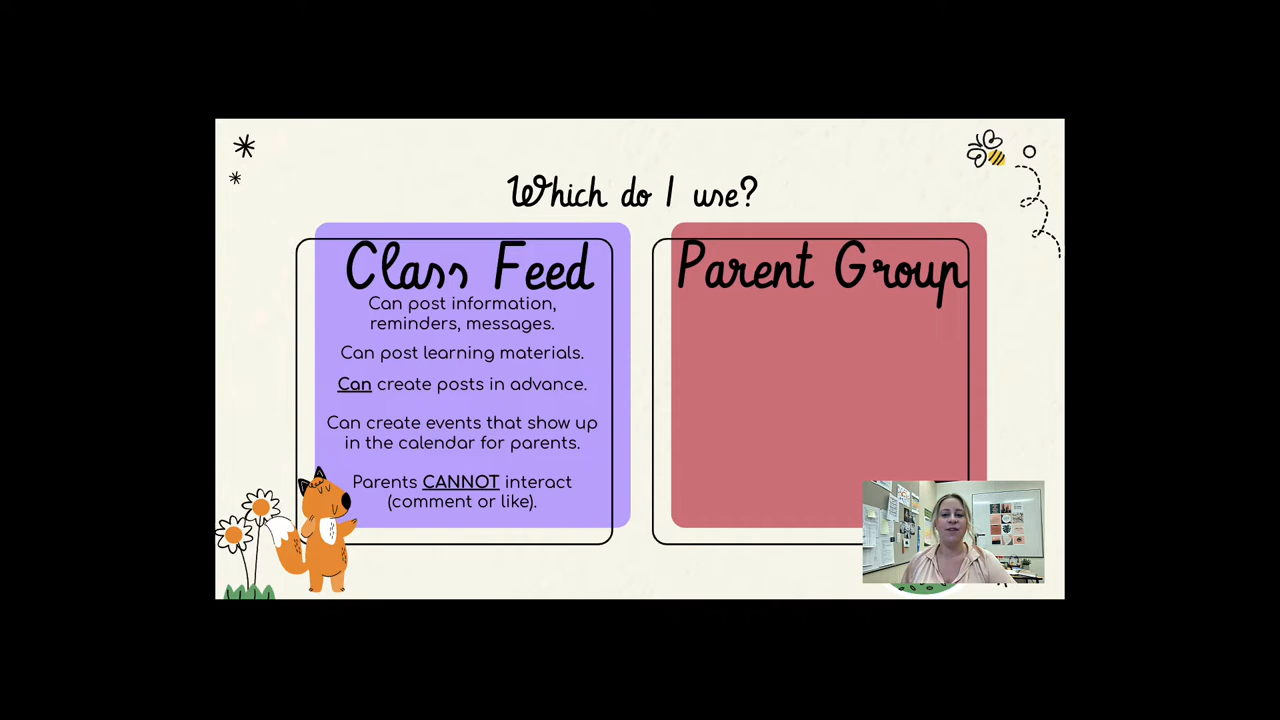 Which do I use?
Class Feed
Can post information,
reminders, messages.
Can post learning materials.
Can create posts in advance.
Can create events that show up
in the calendar for parents.
Parents CANNOT interact
(comment or like).
Parent Group